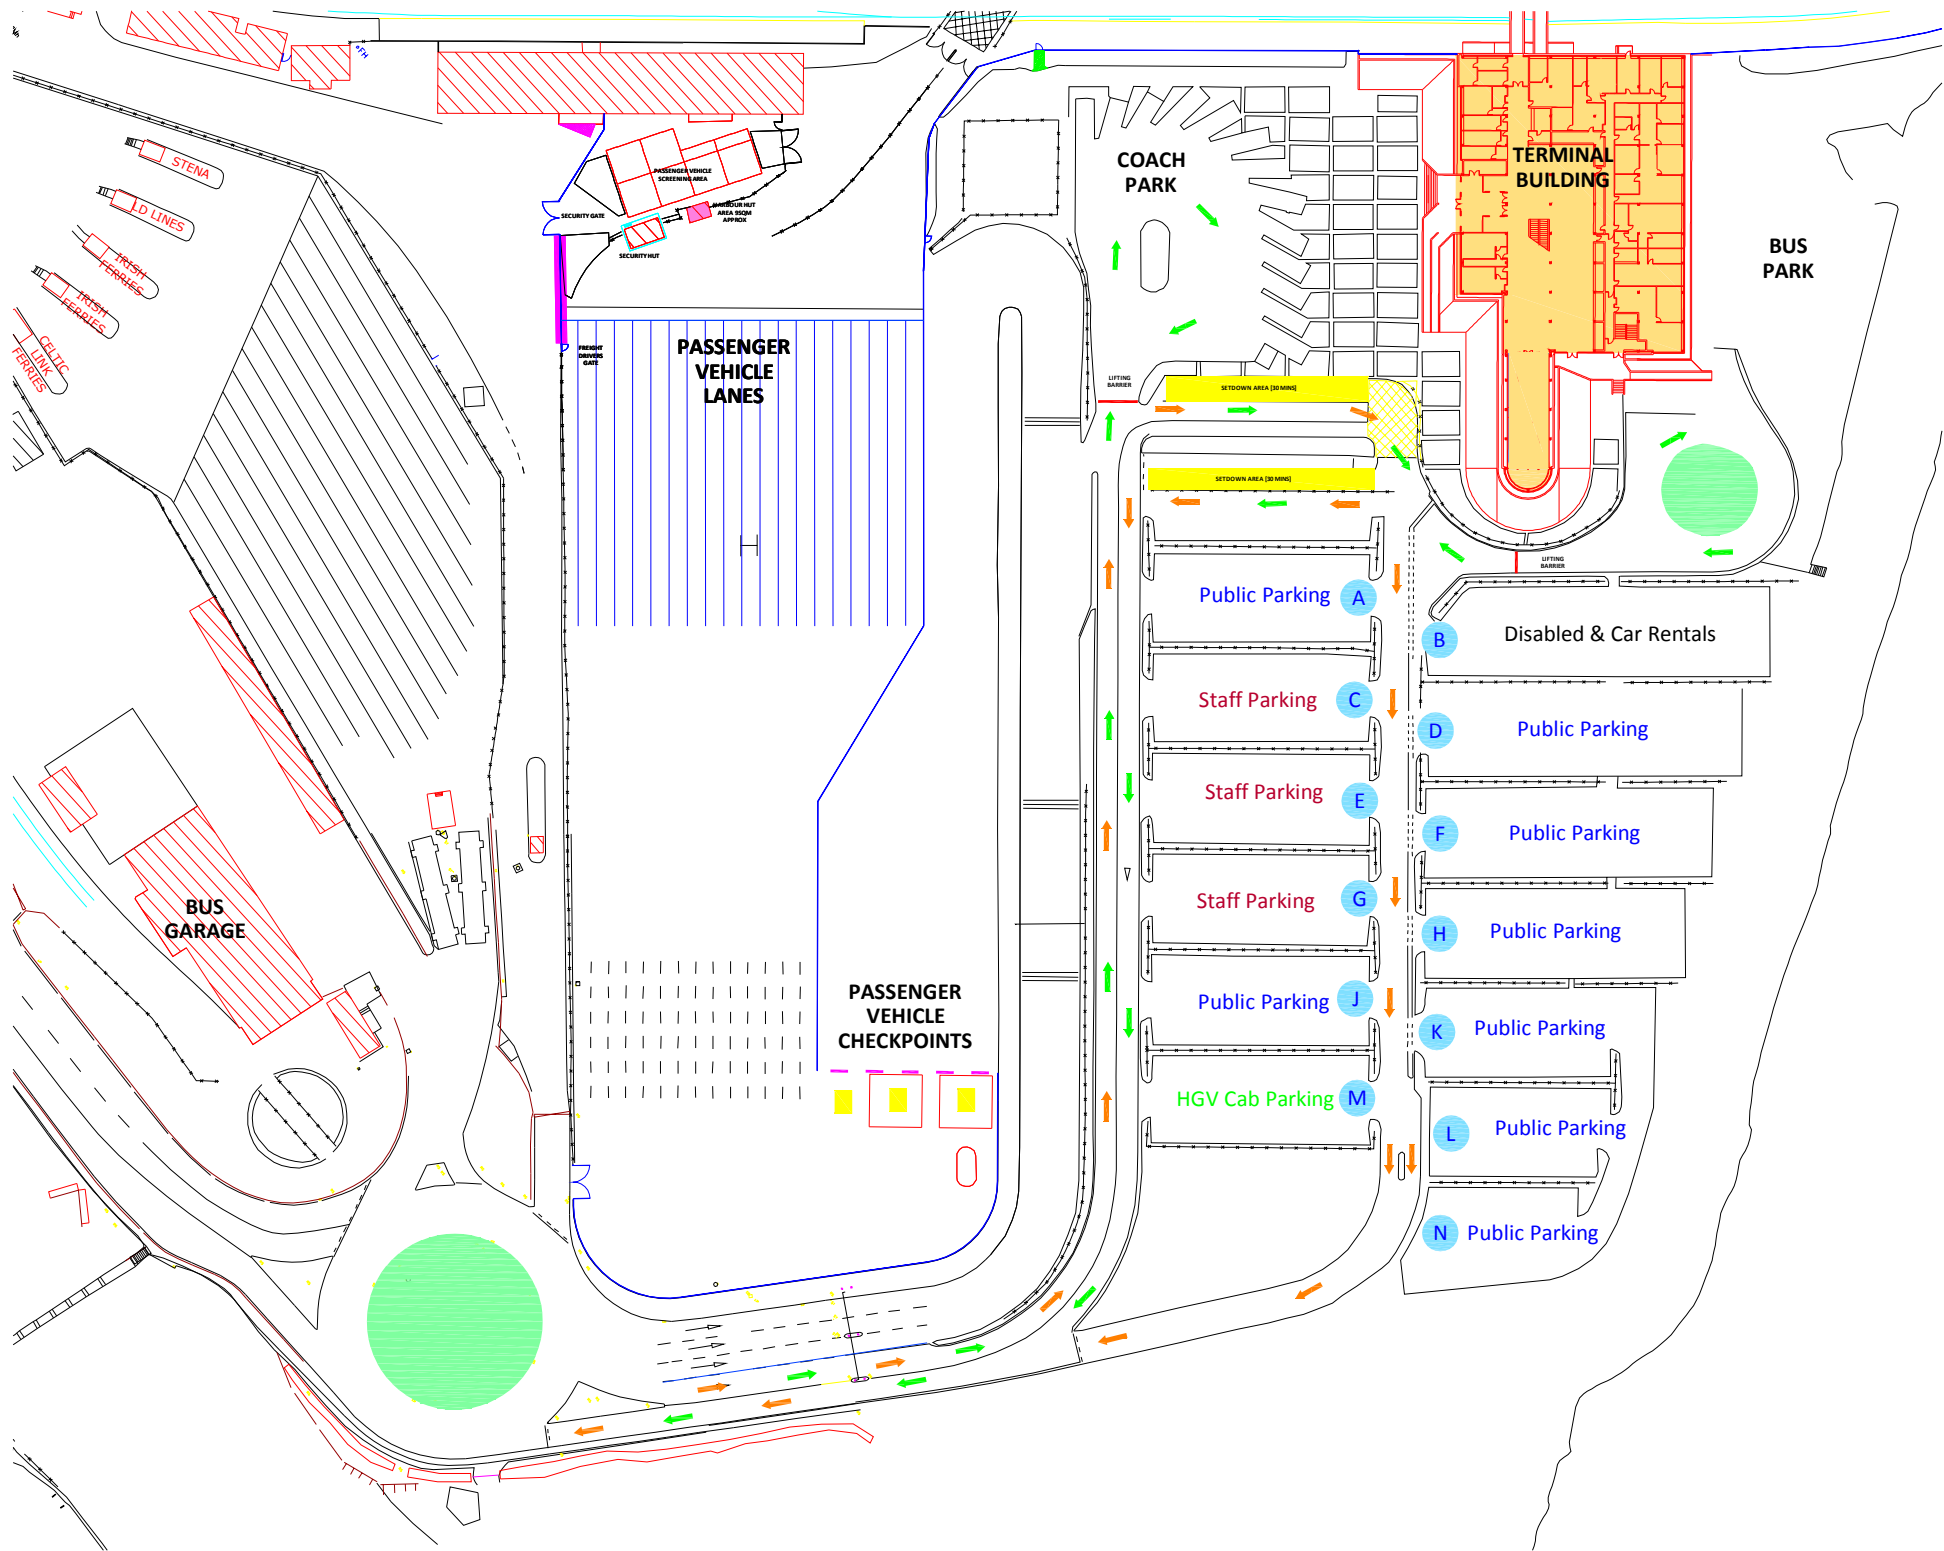 FH
STENA
LD LINES
IRISH
FERRIES
IRISH
FERRIES
CELTIC
LINK
FERRIES
PASSENGER VEHICLE
SCREENING AREA
HARBOUR HUT
AREA 95QM
APPROX
SECURITY GATE
SECURITY HUT
FREIGHT
DRIVERS
GATE
PASSENGER
VEHICLE
LANES
COACH
PARK
TERMINAL
BUILDING
BUS
PARK
LIFTING
BARRIER
SETDOWN AREA [30 MINS]
SETDOWN AREA [30 MINS]
LIFTING
BARRIER
Public Parking A
B Disabled & Car Rentals
Staff Parking C
D Public Parking
Staff Parking E
F Public Parking
Staff Parking G
H Public Parking
Public Parking J
K Public Parking
HGV Cab Parking M
L Public Parking
N Public Parking
BUS
GARAGE
PASSENGER
VEHICLE
CHECKPOINTS